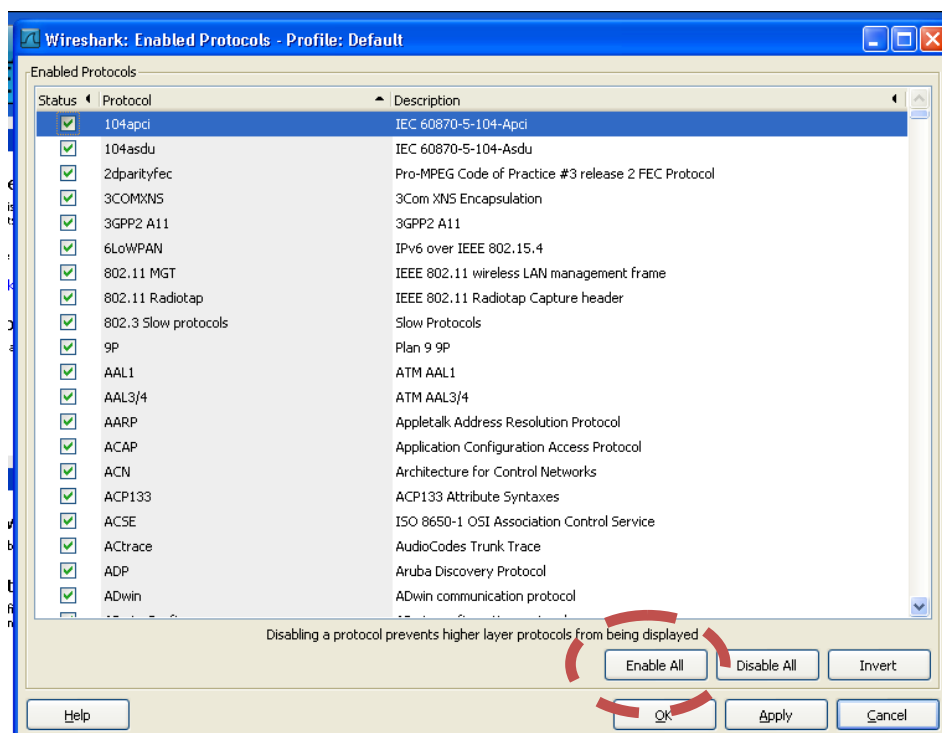 Wireshark: Enabled Protocols - Profile: Default
Enabled Protocols
Status Protocol Description
104apci IEC 60870-5-104-Apci
104asdu IEC 60870-5-104-Asdu
2dparityfec Pro-MPEG Code of Practice #3 release 2 FEC Protocol
3COMXNS 3Com XNS Encapsulation
3GPP2 A11 3GPP2 A11
6LoWPAN IPv6 over IEEE 802.15.4
802.11 MGT IEEE 802.11 wireless LAN management frame
802.11 Radiotap IEEE 802.11 Radiotap Capture header
802.3 Slow protocols Slow Protocols
9P Plan 9 9P
AAL1 ATM AAL1
AAL3/4 ATM AAL3/4
AARP Appletalk Address Resolution Protocol
ACAP Application Configuration Access Protocol
ACN Architecture for Control Networks
ACP133 ACP133 Attribute Syntaxes
ACSE ISO 8650-1 OSI Association Control Service
ACtrace AudioCodes Trunk Trace
ADP Aruba Discovery Protocol
ADwin ADwin communication protocol
Disabling a protocol prevents higher layer protocols from being displayed
Enable All Disable All Invert
Help OK Apply Cancel